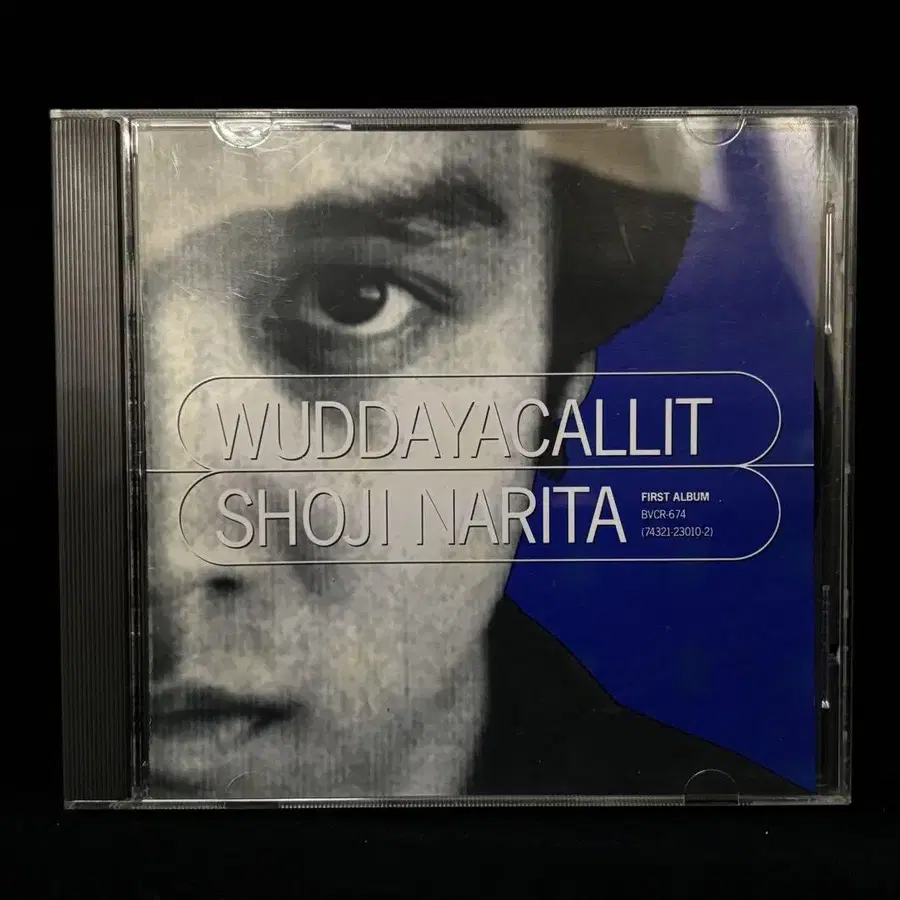 WUDDAYACALLIT
SHOJI NARITA
FIRST ALBUM
BVCR-674
(74321-23010-2)